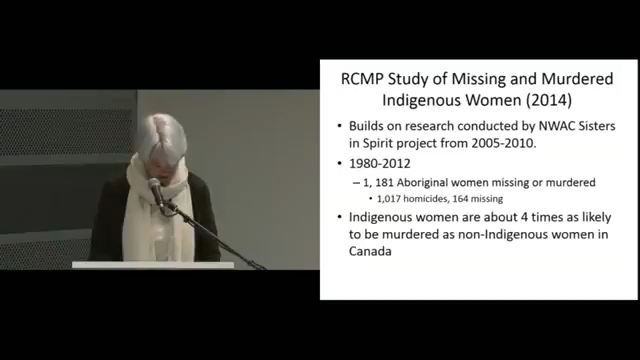 RCMP Study of Missing and Murdered
Indigenous Women (2014)
• Builds on research conducted by NWAC Sisters
in Spirit project from 2005-2010.
• 1980-2012
– 1, 181 Aboriginal women missing or murdered
• 1,017 homicides, 164 missing
• Indigenous women are about 4 times as likely
to be murdered as non-Indigenous women in
Canada